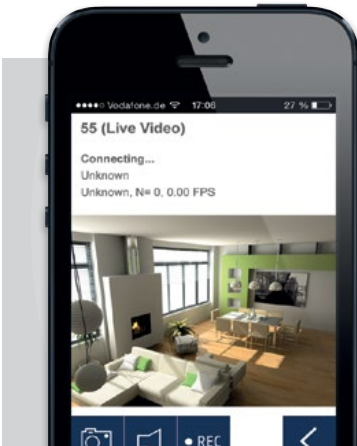 Vodafone.de 17:06 27 %
55 (Live Video)
Connecting...
Unknown
Unknown, N= 0, 0.00 FPS
REC